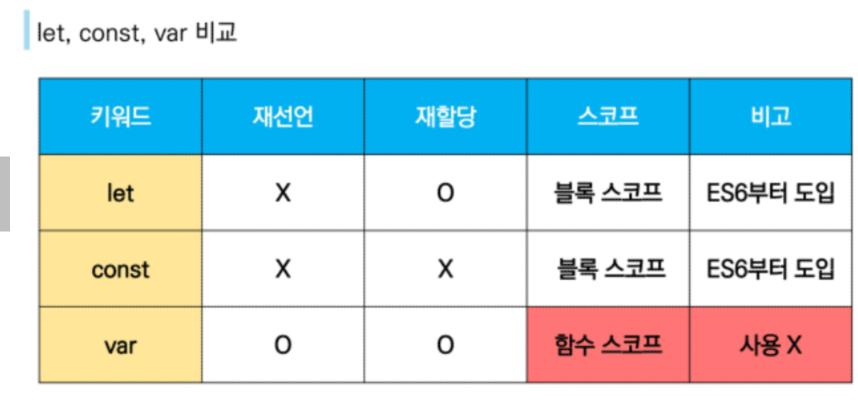 let, const, var 비교
키워드 재선언 재할당 스코프 비고
let X O 블록 스코프 ES6부터 도입
const X X 블록 스코프 ES6부터 도입
var O O 함수 스코프 사용 X